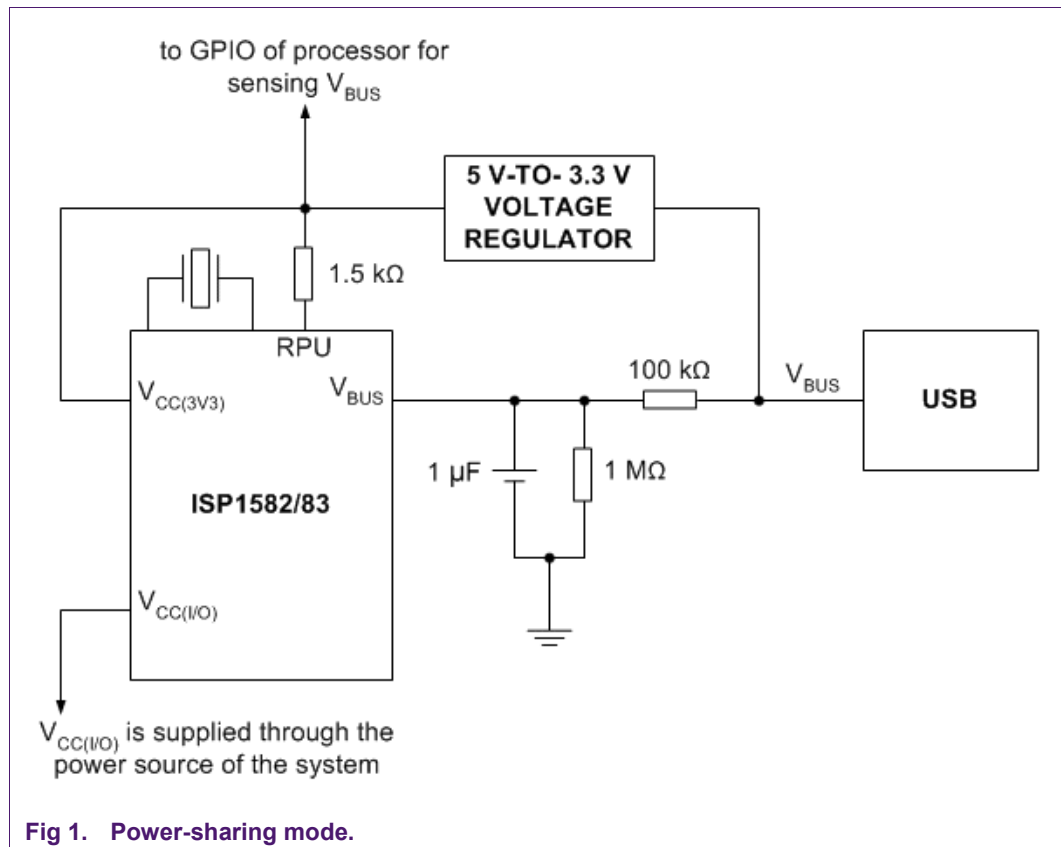 to GPIO of processor for
sensing VBUS
5 V-TO- 3.3 V
VOLTAGE
REGULATOR
1.5 kΩ
RPU
VCC(3V3)
VBUS
100 kΩ
VBUS
USB
1 µF
1 MΩ
ISP1582/83
VCC(I/O)
VCC(I/O) is supplied through the
power source of the system
Fig 1. Power-sharing mode.